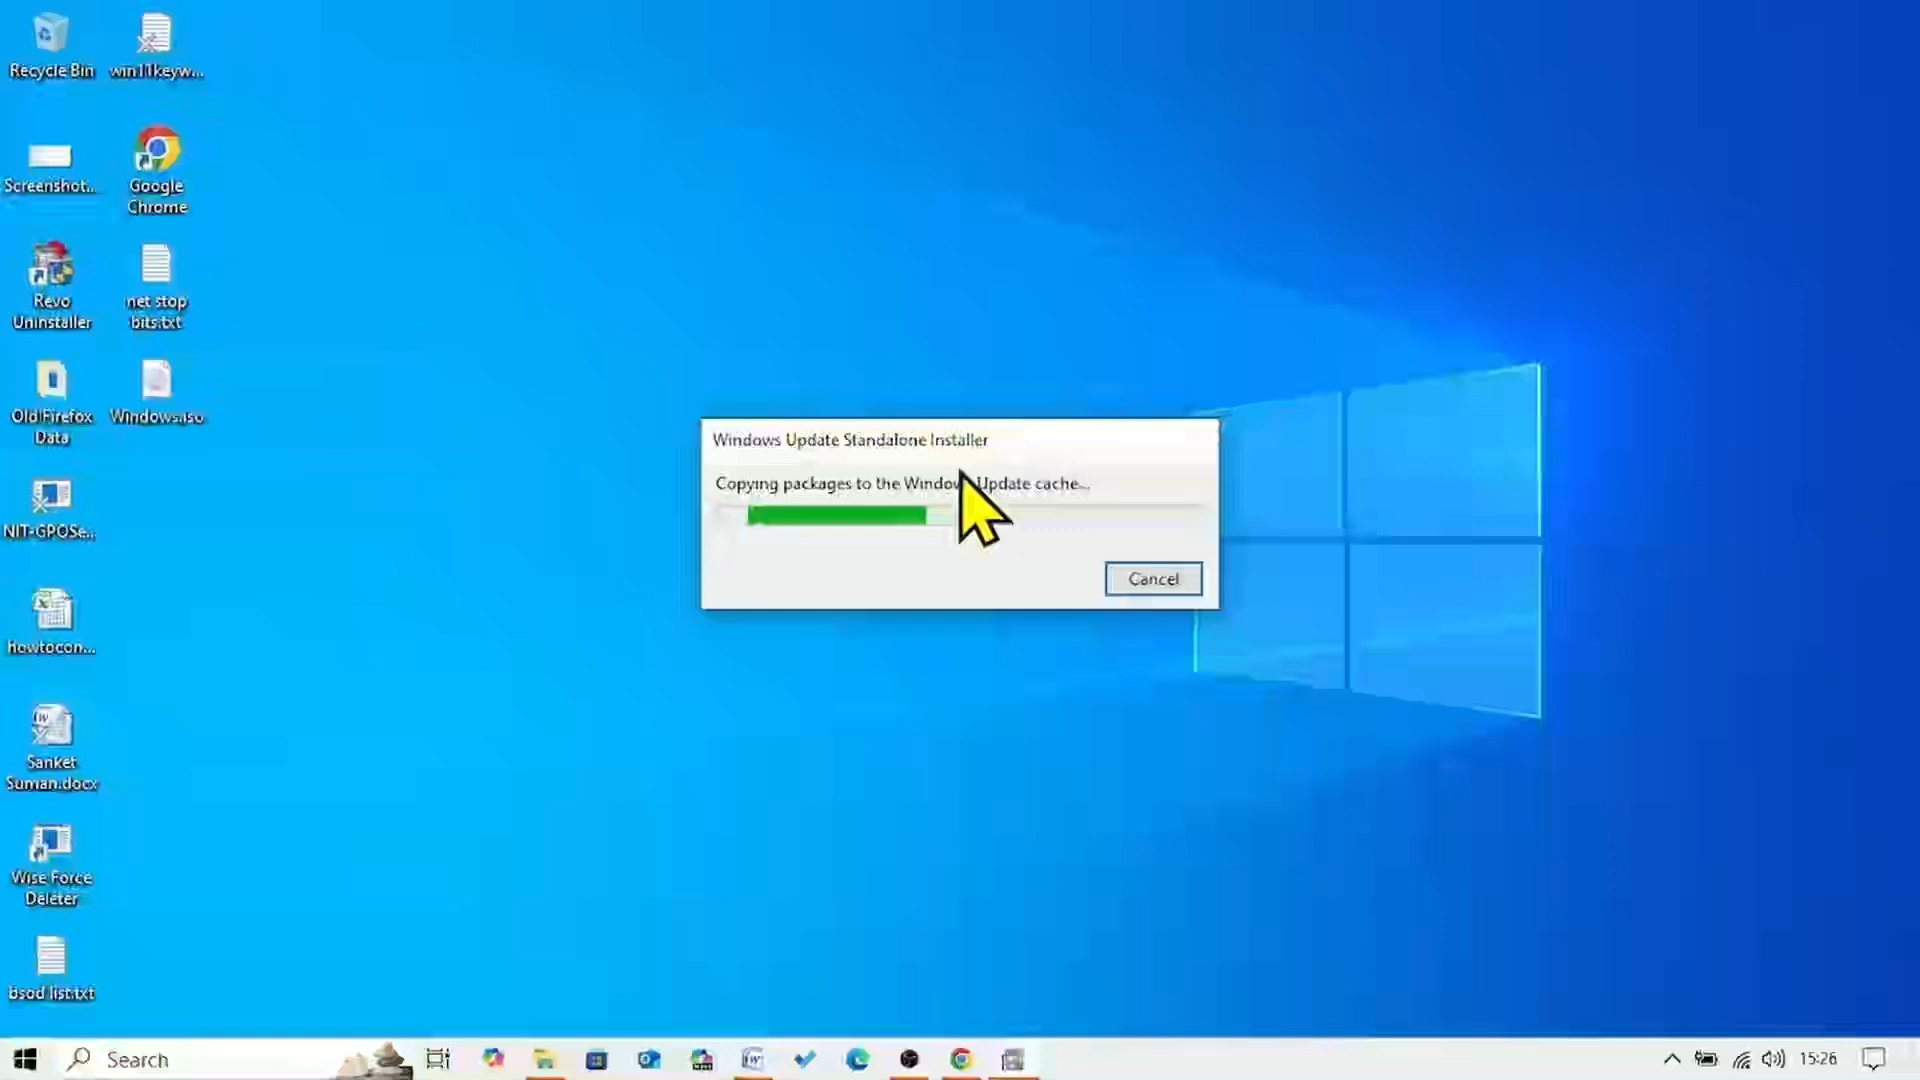 Recycle Bin
win11keyw...
Screenshot...
Google
Chrome
Revo
Uninstaller
net stop
bits.txt
Old Firefox
Data
Windows.iso
NIT-GPOSe...
howtocon...
Sanket
Suman.docx
Wise Force
Deleter
bsod list.txt
Windows Update Standalone Installer
Copying packages to the Window Update cache...
Cancel
Search
15:26